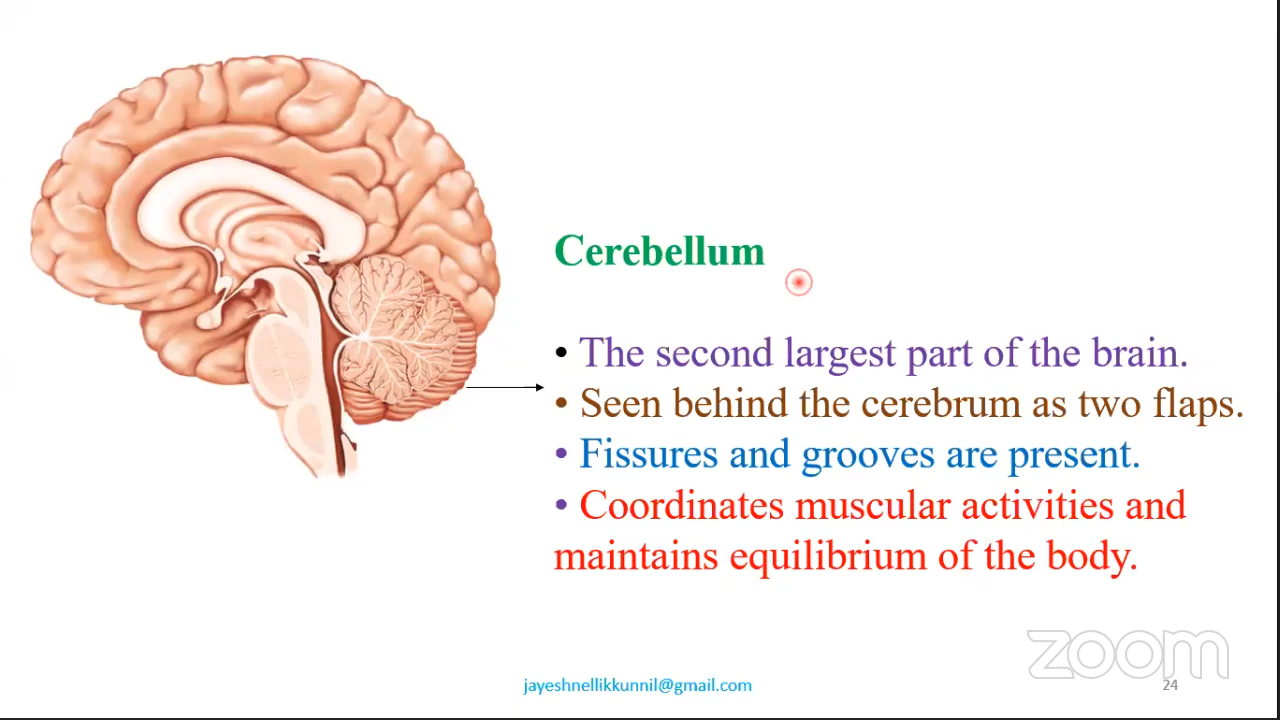 Cerebellum
• The second largest part of the brain.
• Seen behind the cerebrum as two flaps.
• Fissures and grooves are present.
• Coordinates muscular activities and
maintains equilibrium of the body.
zoom
jayeshnellikkunnil@gmail.com
24